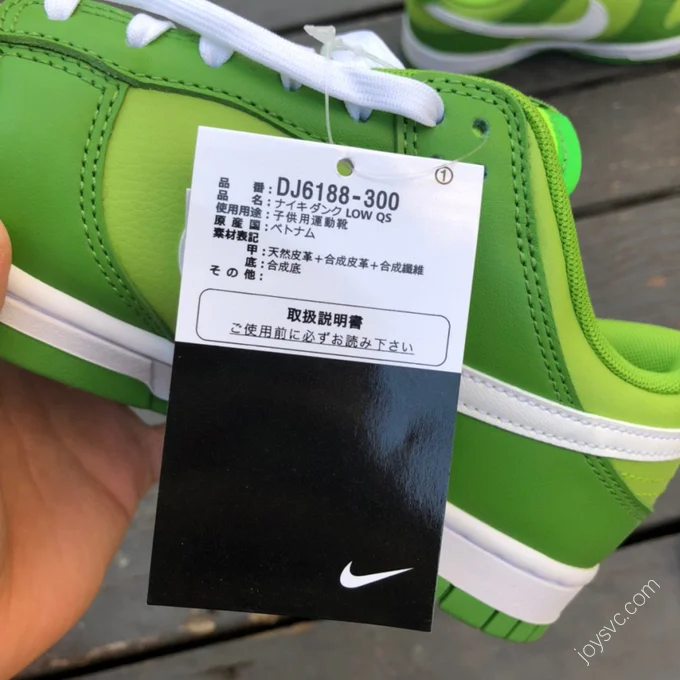 ①
品 番: DJ6188-300
品 名: ナイキ ダンク LOW QS
使用用途: 子供用運動靴
原 産 国: ベトナム
素材表記
甲: 天然皮革＋合成皮革＋合成繊維
底: 合成底
そ の 他:
取扱説明書
ご使用前に必ずお読み下さい
joysvc.com